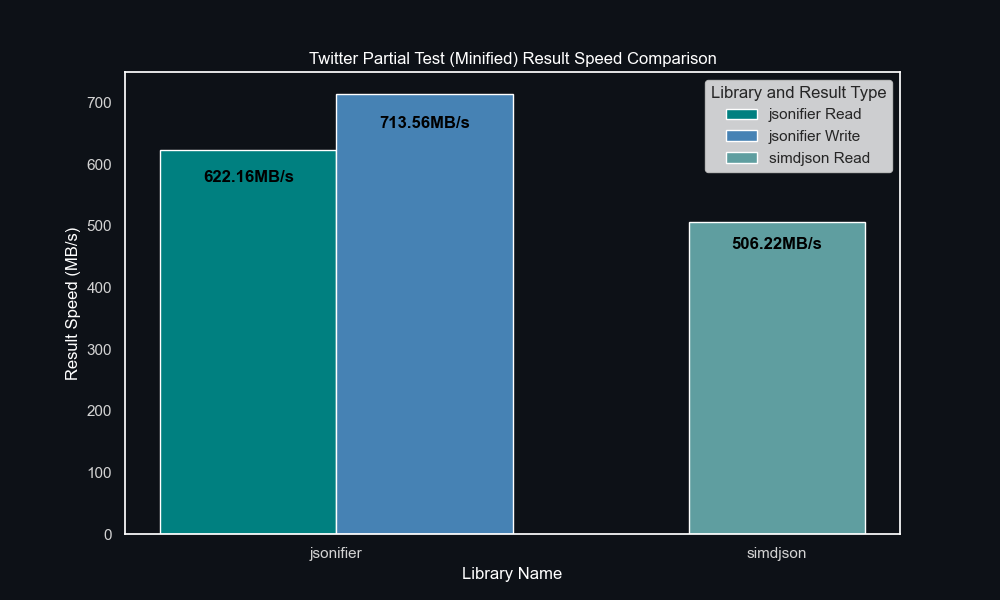 Twitter Partial Test (Minified) Result Speed Comparison
Library and Result Type
jsonifier Read
jsonifier Write
simdjson Read
700
600
500
400
300
200
100
0
Result Speed (MB/s)
622.16MB/s
713.56MB/s
506.22MB/s
jsonifier
simdjson
Library Name